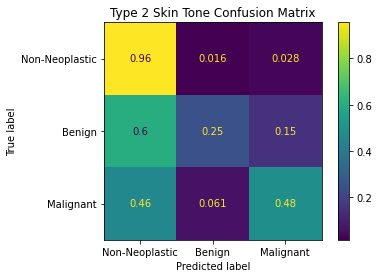 Type 2 Skin Tone Confusion Matrix
Non-Neoplastic 0.96 0.016 0.028
Benign 0.6 0.25 0.15
Malignant 0.46 0.061 0.48
True label
Non-Neoplastic Benign Malignant
Predicted label
0.8
0.6
0.4
0.2